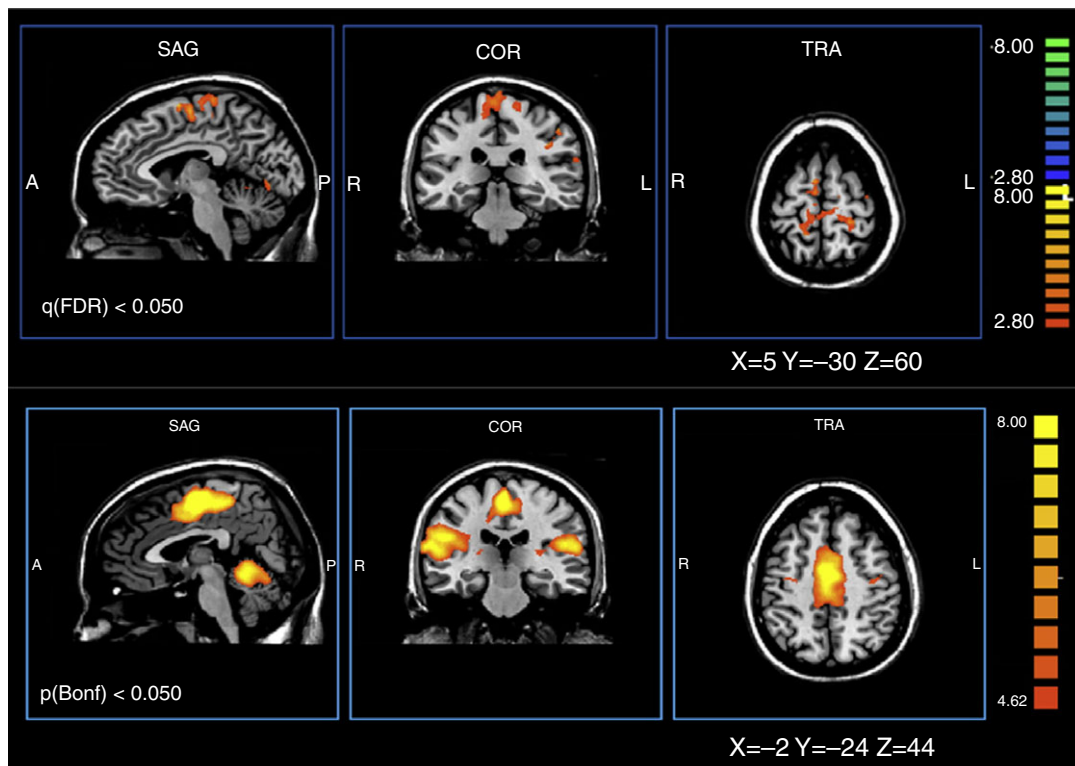 SAG
COR
TRA
8.00
A
P
R
L
R
L
2.80
8.00
q(FDR) < 0.050
2.80
X=5 Y=–30 Z=60
SAG
COR
TRA
8.00
A
P
R
R
L
p(Bonf) < 0.050
4.62
X=–2 Y=–24 Z=44